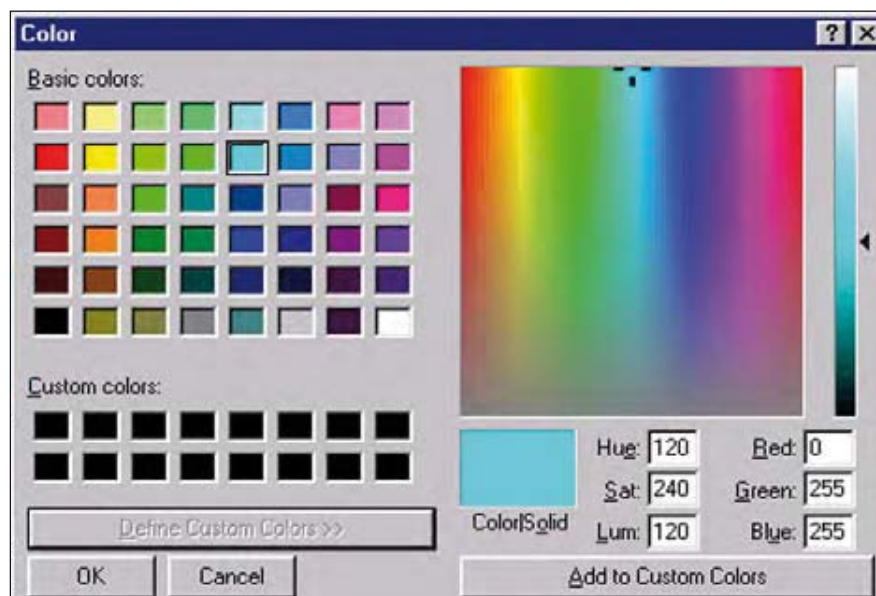 Color
Basic colors:
Custom colors:
Define Custom Colors >>
OK Cancel
Color|Solid
Hue: 120 Red: 0
Sat: 240 Green: 255
Lum: 120 Blue: 255
Add to Custom Colors